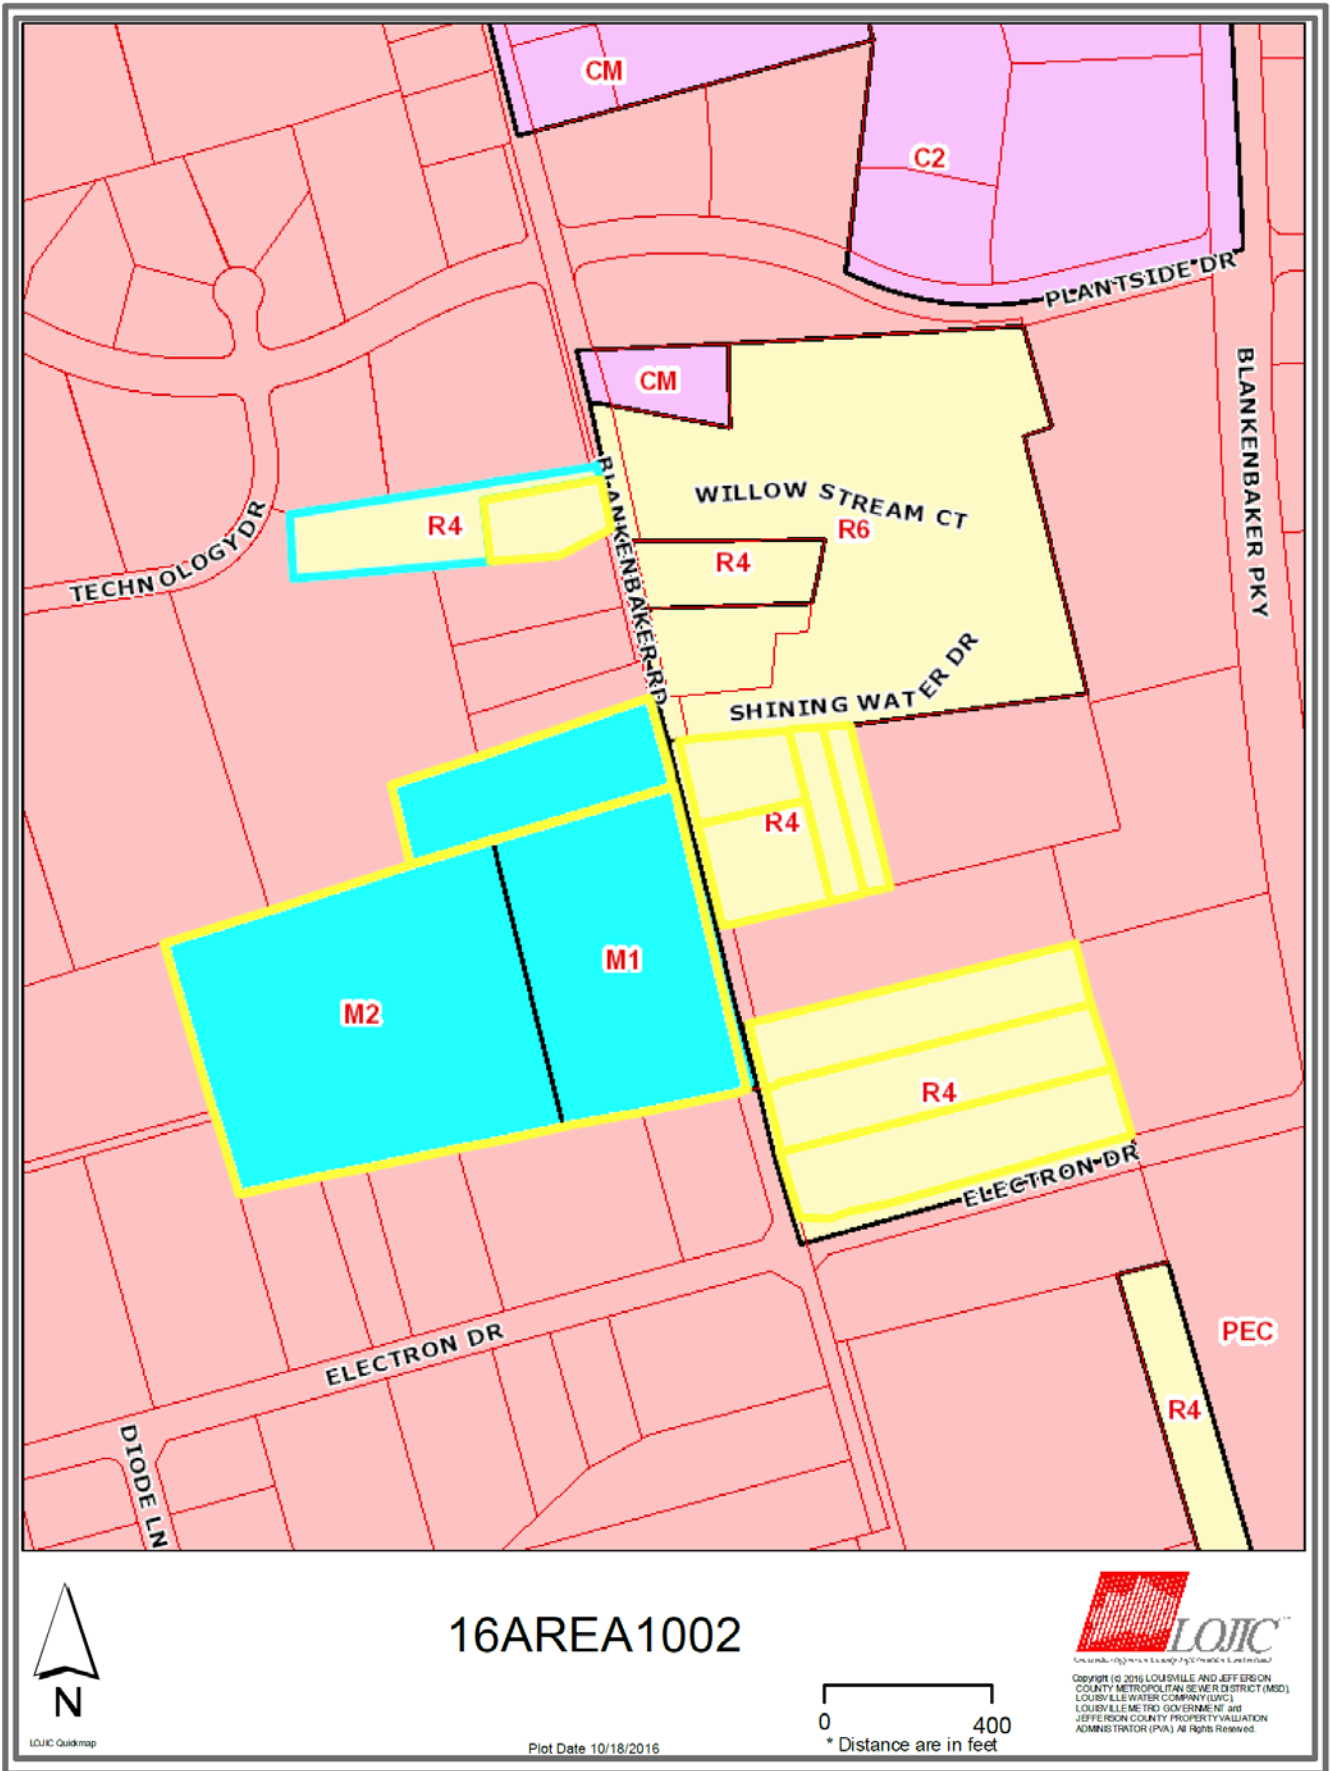 CM
C2
PLANTSIDE DR
BLANKENBAKER PKY
CM
WILLOW STREAM CT
R6
R4
R4
BLANKENBAKER RD
TECHNOLOGY DR
SHINING WATER DR
R4
M1
M2
R4
ELECTRON DR
PEC
ELECTRON DR
R4
DIODE LN
16AREA1002
N
LOJIC Quickmap
Plot Date 10/18/2016
0 400
* Distance are in feet
LOJIC
Copyright (c) 2016 LOUISVILLE AND JEFFERSON
COUNTY METROPOLITAN SEWER DISTRICT (MSD),
LOUISVILLE WATER COMPANY (LWC),
LOUISVILLE METRO GOVERNMENT and
JEFFERSON COUNTY PROPERTY VALUATION
ADMINISTRATOR (PVA) All Rights Reserved.